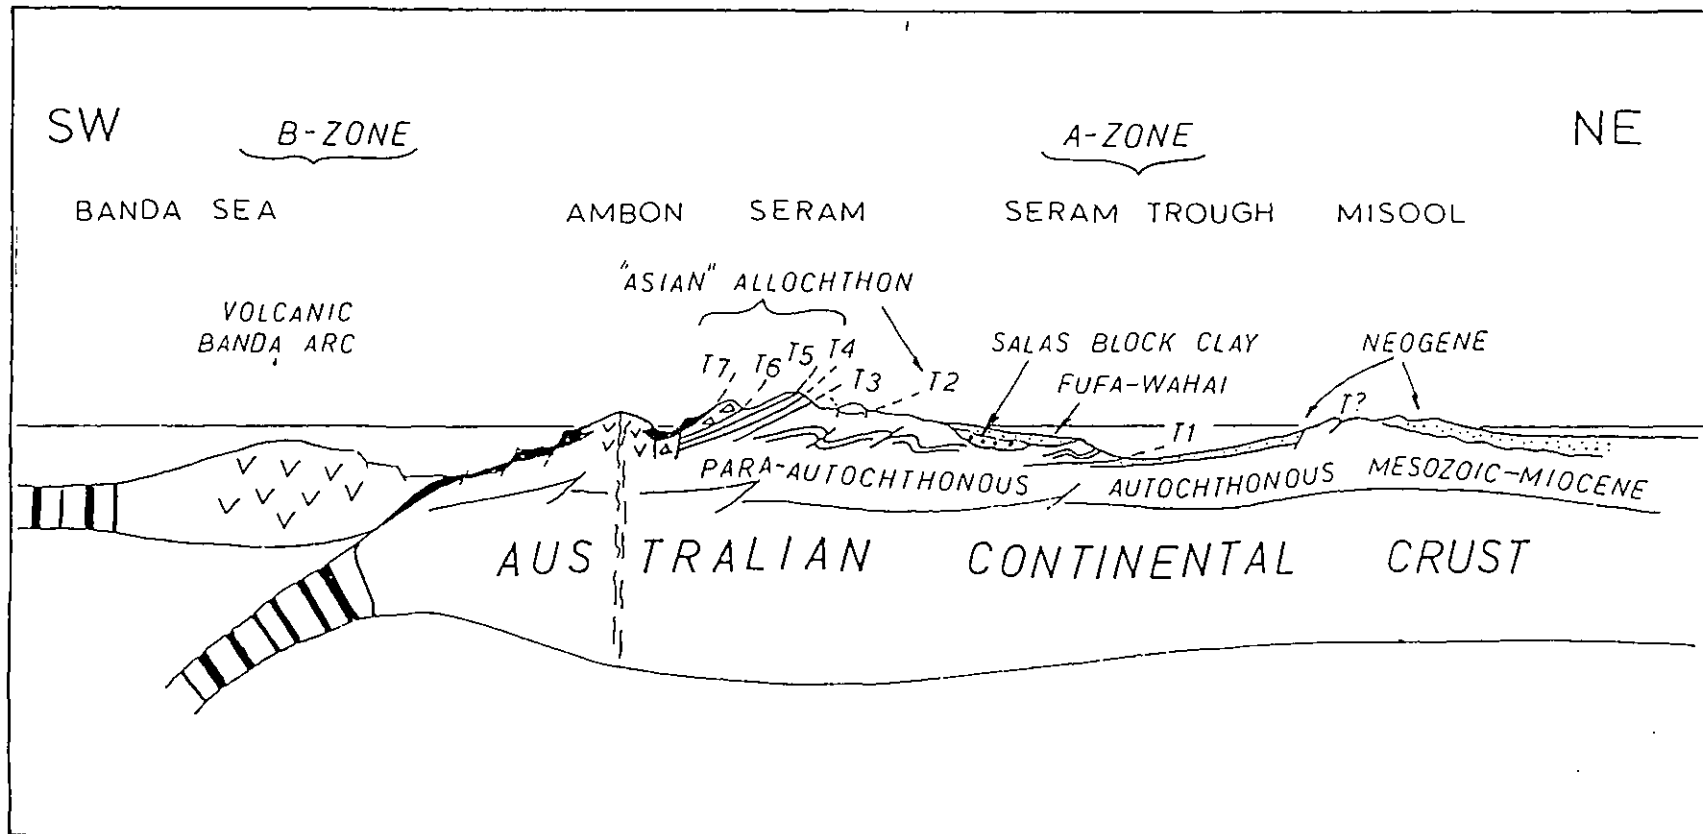 SW
NE
B-ZONE
A-ZONE
BANDA SEA
AMBON
SERAM
SERAM TROUGH
MISOOL
"ASIAN" ALLOCHTHON
VOLCANIC
BANDA ARC
T7
T6
T5
T4
T3
T2
SALAS BLOCK CLAY
FUFA-WAHAI
NEOGENE
T?
T1
PARA-AUTOCHTHONOUS
AUTOCHTHONOUS
MESOZOIC-MIOCENE
AUSTRALIAN CONTINENTAL CRUST